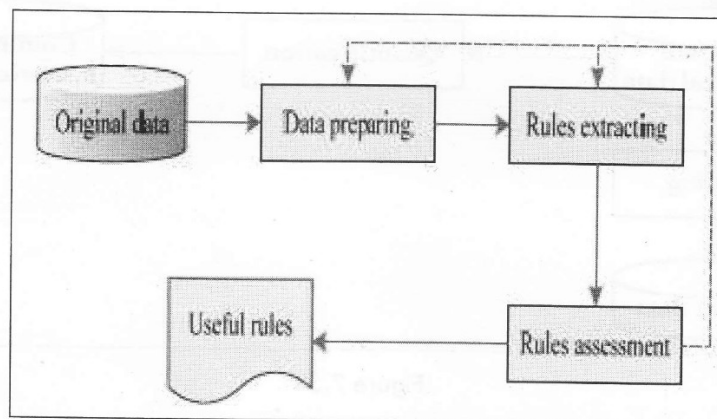 Original data
Data preparing
Rules extracting
Rules assessment
Useful rules